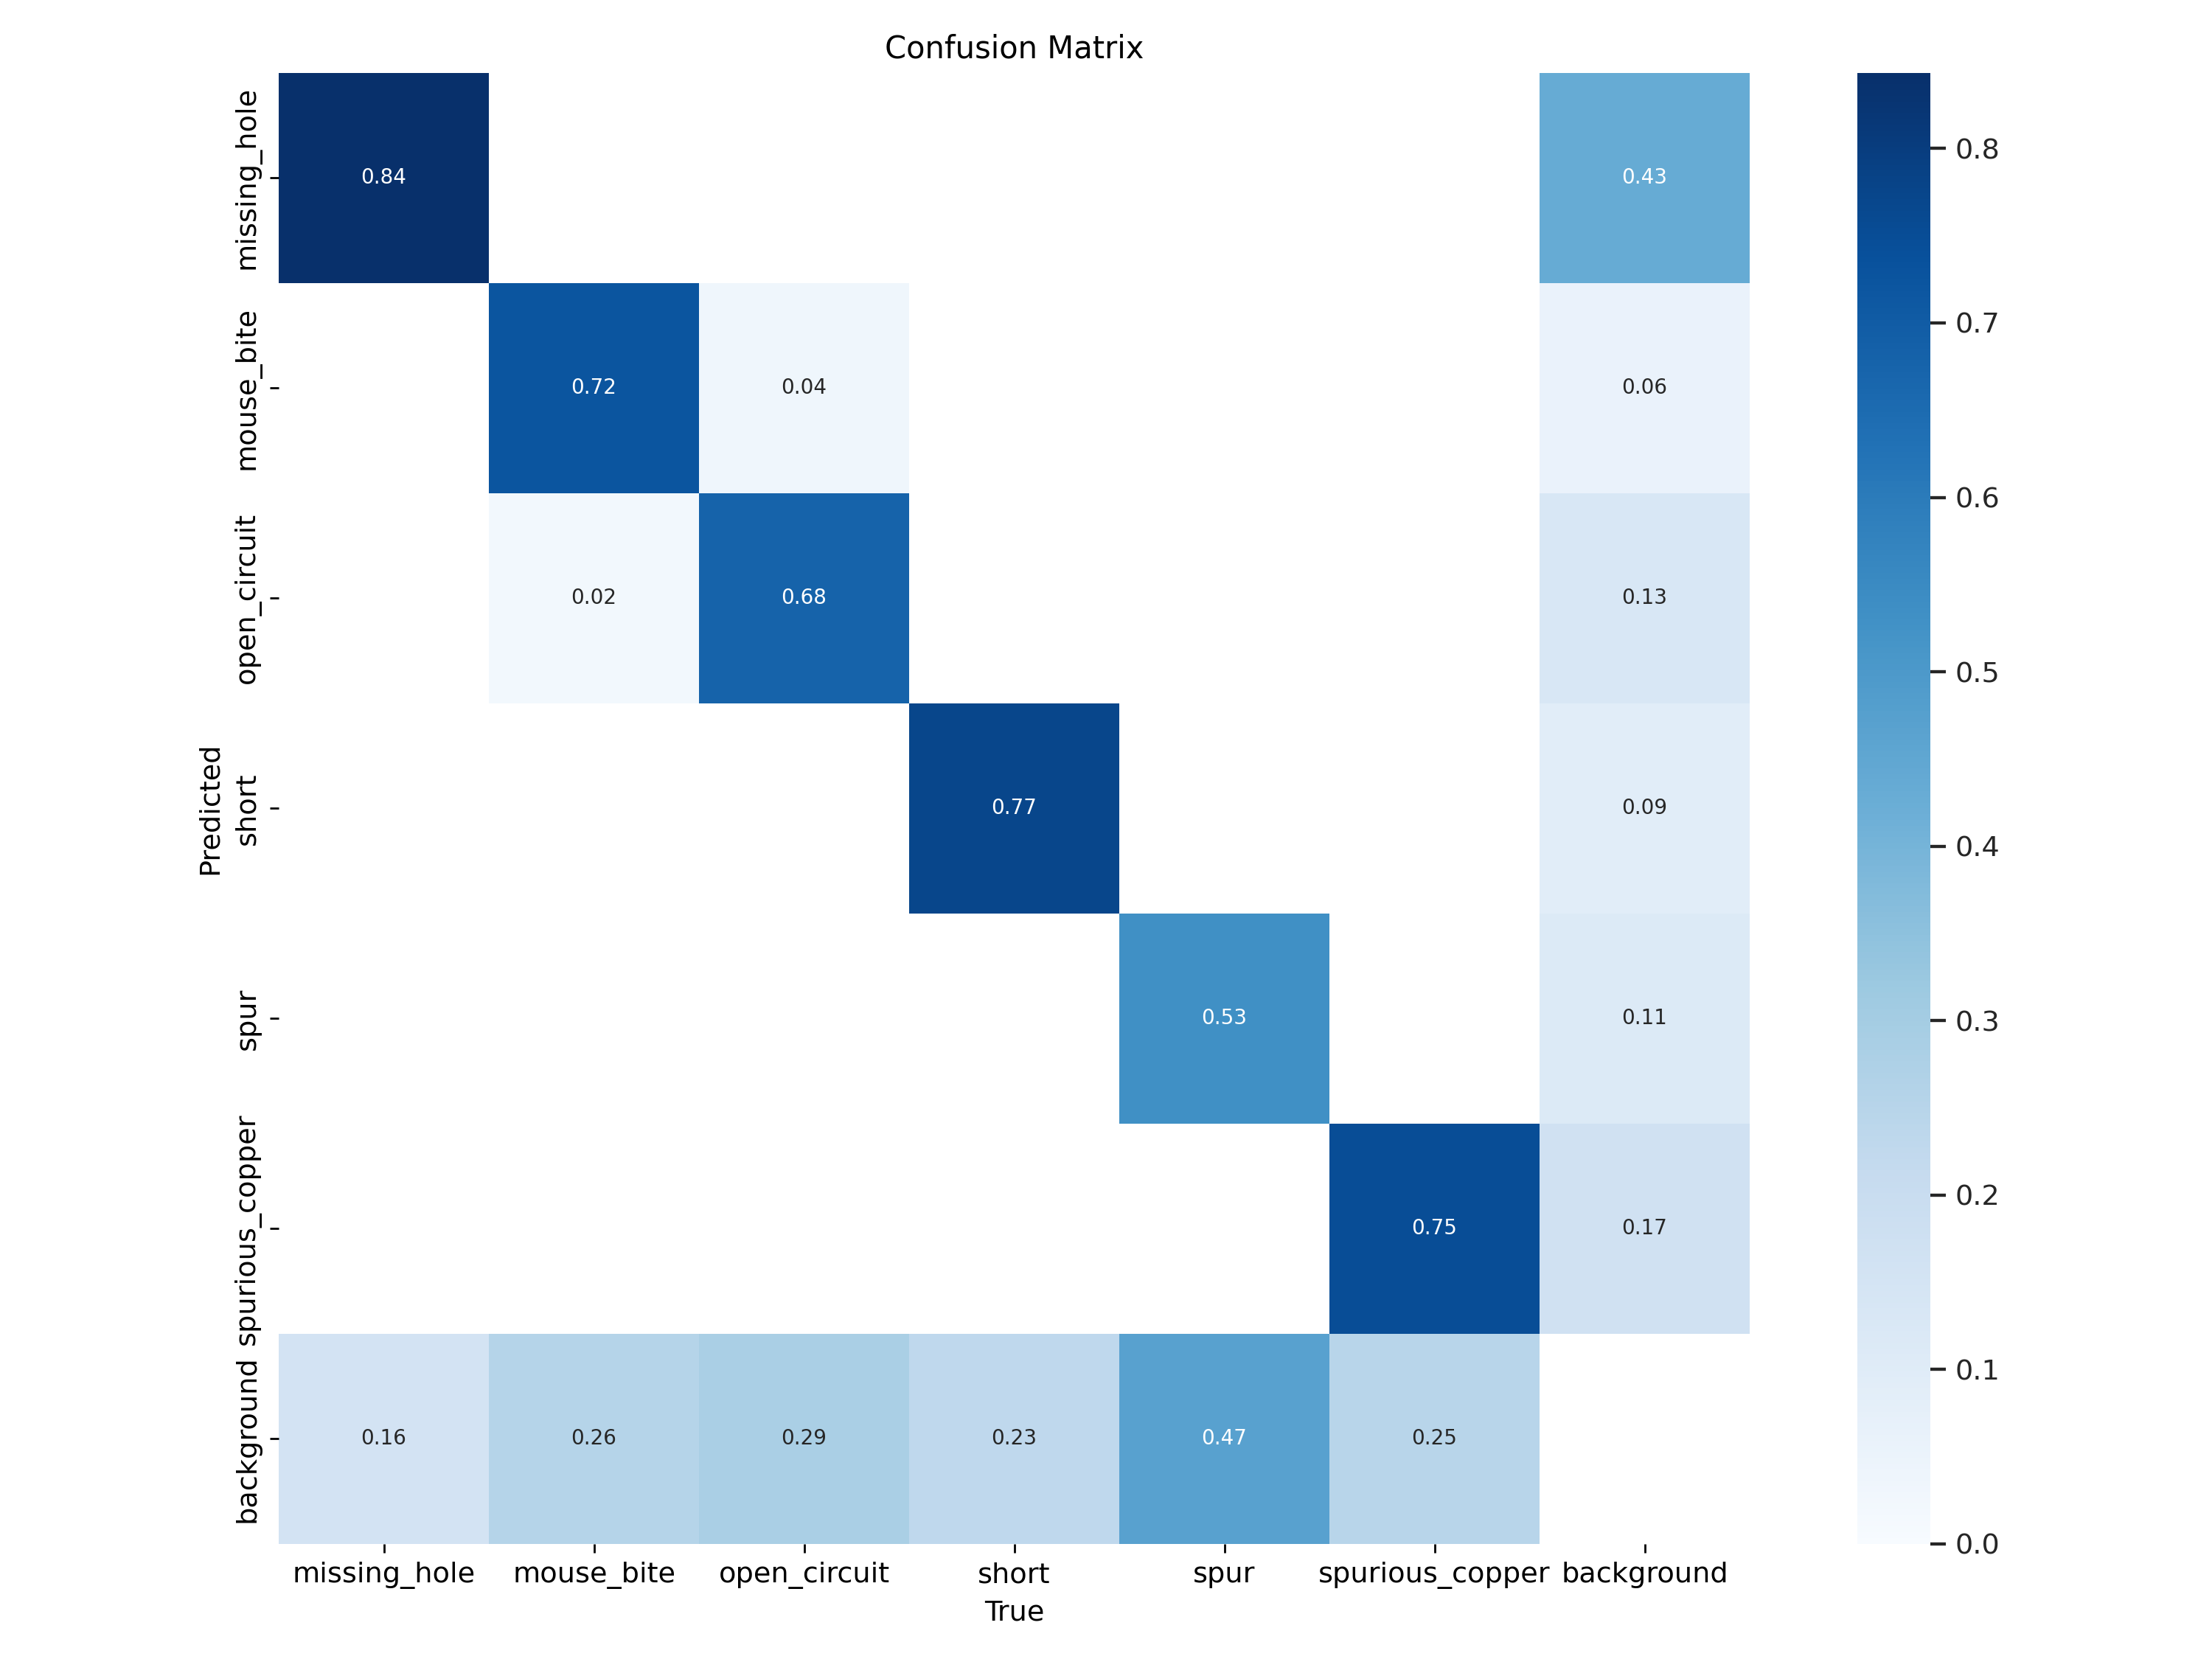 Confusion Matrix
missing_hole
0.84
0.43
0.8
mouse_bite
0.72
0.04
0.06
0.7
open_circuit
0.02
0.68
0.13
0.6
Predicted
short
0.77
0.09
0.5
spur
0.53
0.11
0.4
spurious_copper
0.75
0.17
0.3
background
0.16
0.26
0.29
0.23
0.47
0.25
0.2
0.1
0.0
missing_hole
mouse_bite
open_circuit
short
spur
spurious_copper
background
True